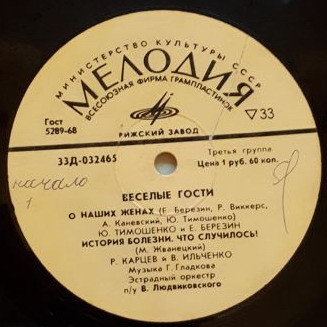 МИНИСТЕРСТВО КУЛЬТУРЫ СССР
МЕЛОДИЯ
ВСЕСОЮЗНАЯ ФИРМА ГРАМПЛАСТИНОК
Гост
5289-68
▽33
РИЖСКИЙ ЗАВОД
33Д-032465
Третья группа
Цена 1 руб. 60 коп.
начало
1
ВЕСЕЛЫЕ ГОСТИ
О НАШИХ ЖЕНАХ (Е. Березин, Р. Виккерс,
А. Каневский, Ю. Тимошенко)
Ю. ТИМОШЕНКО и Е. БЕРЕЗИН
ИСТОРИЯ БОЛЕЗНИ. ЧТО СЛУЧИЛОСЬ!
(М. Жванецкий)
Р. КАРЦЕВ и В. ИЛЬЧЕНКО
Музыка Г. Гладкова
Эстрадный оркестр
п/у В. Людвиковского